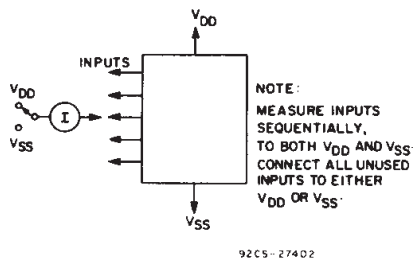 VDD
INPUTS
VDD
I
VSS
NOTE:
MEASURE INPUTS
SEQUENTIALLY,
TO BOTH VDD AND VSS.
CONNECT ALL UNUSED
INPUTS TO EITHER
VDD OR VSS.
VSS
92CS-27402